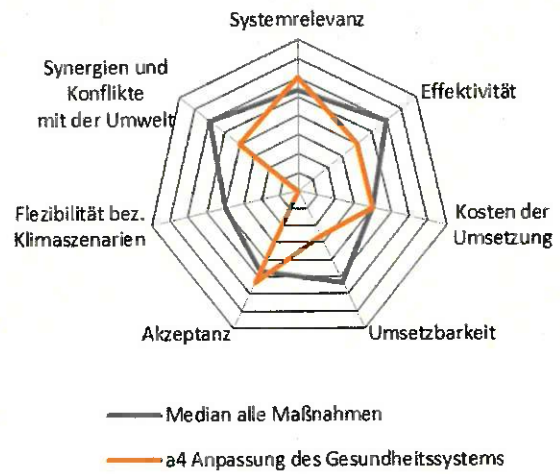 Systemrelevanz
Synergien und
Konflikte
mit der Umwelt
Effektivität
Flezibilität bez.
Klimaszenarien
Kosten der
Umsetzung
Akzeptanz
Umsetzbarkeit
Median alle Maßnahmen
a4 Anpassung des Gesundheitssystems